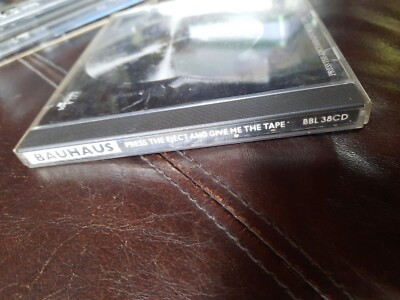 BAUHAUS PRESS THE EJECT AND GIVE ME THE TAPE BBL 38CD